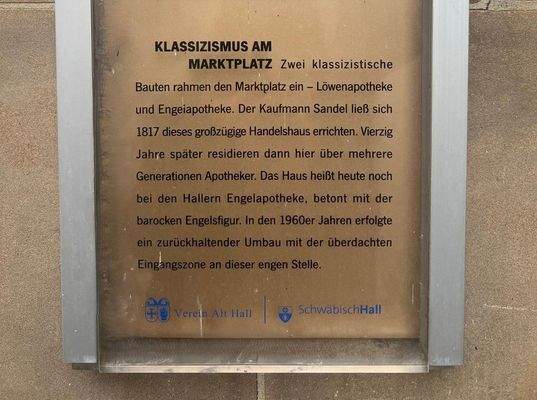 KLASSIZISMUS AM
MARKTPLATZ Zwei klassizistische
Bauten rahmen den Marktplatz ein – Löwenapotheke
und Engelapotheke. Der Kaufmann Sandel ließ sich
1817 dieses großzügige Handelshaus errichten. Vierzig
Jahre später residieren dann hier über mehrere
Generationen Apotheker. Das Haus heißt heute noch
bei den Hallern Engelapotheke, betont mit der
barocken Engelsfigur. In den 1960er Jahren erfolgte
ein zurückhaltender Umbau mit der überdachten
Eingangszone an dieser engen Stelle.
Verein Alt Hall SchwäbischHall